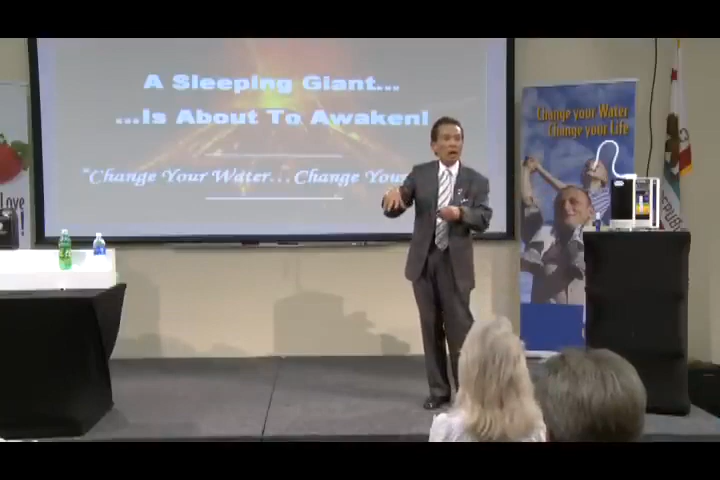 A Sleeping Giant...
...Is About To Awaken!
"Change Your Water...Change Your
Change your Water
Change your Life
Love